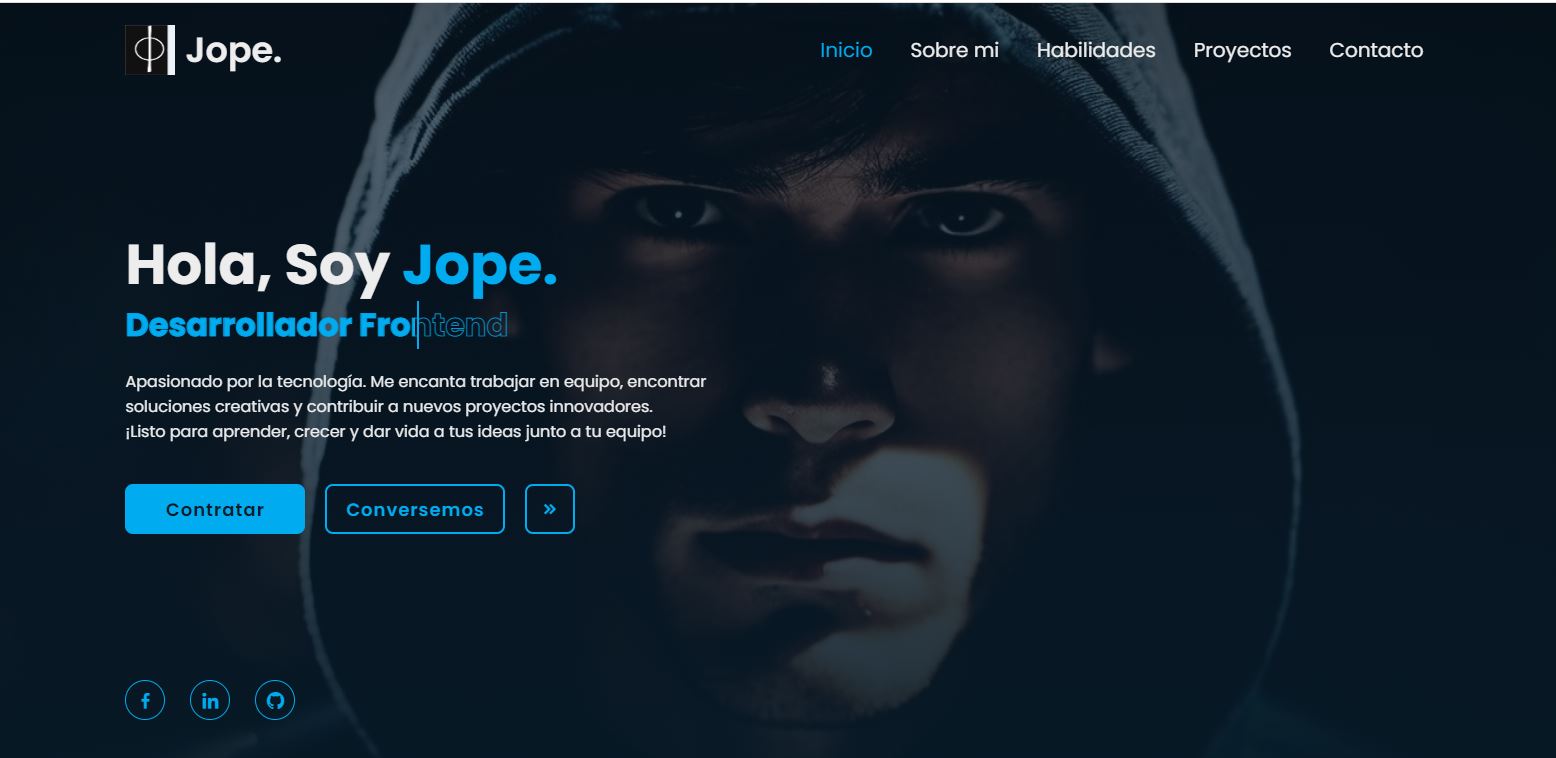 Jope.
Inicio Sobre mi Habilidades Proyectos Contacto
Hola, Soy Jope.
Desarrollador Frontend
Apasionado por la tecnología. Me encanta trabajar en equipo, encontrar
soluciones creativas y contribuir a nuevos proyectos innovadores.
¡Listo para aprender, crecer y dar vida a tus ideas junto a tu equipo!
Contratar Conversemos »